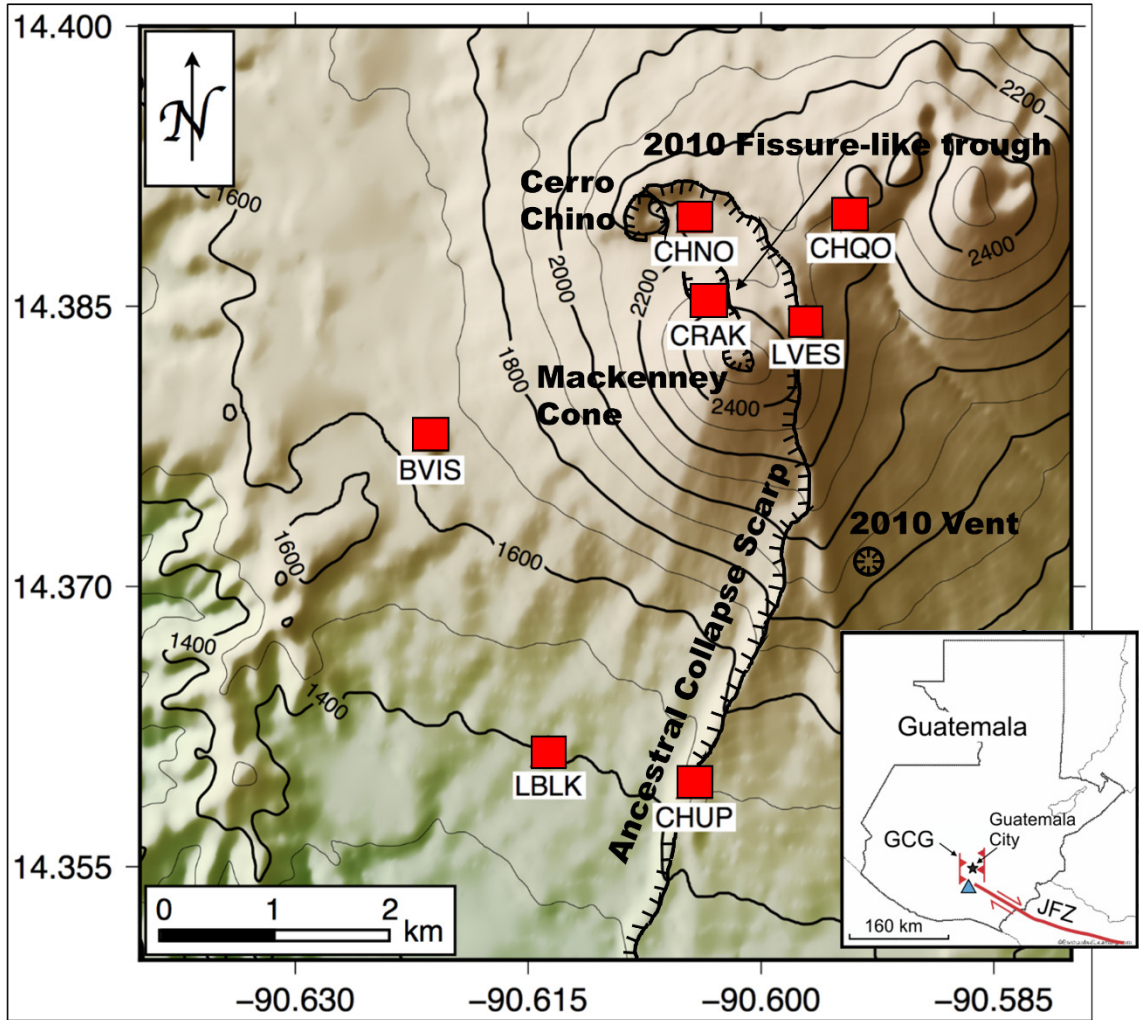 14.400
14.385
14.370
14.355
−90.630
−90.615
−90.600
−90.585
N
2200
2010 Fissure-like trough
Cerro
Chino
1600
CHNO
CHQO
2400
2000
2200
CRAK
LVES
1800
Mackenney
Cone
2400
BVIS
2010 Vent
1600
1600
1400
1400
Ancestral Collapse Scarp
LBLK
CHUP
0
1
2
km
Guatemala
GCG
Guatemala
City
JFZ
160 km